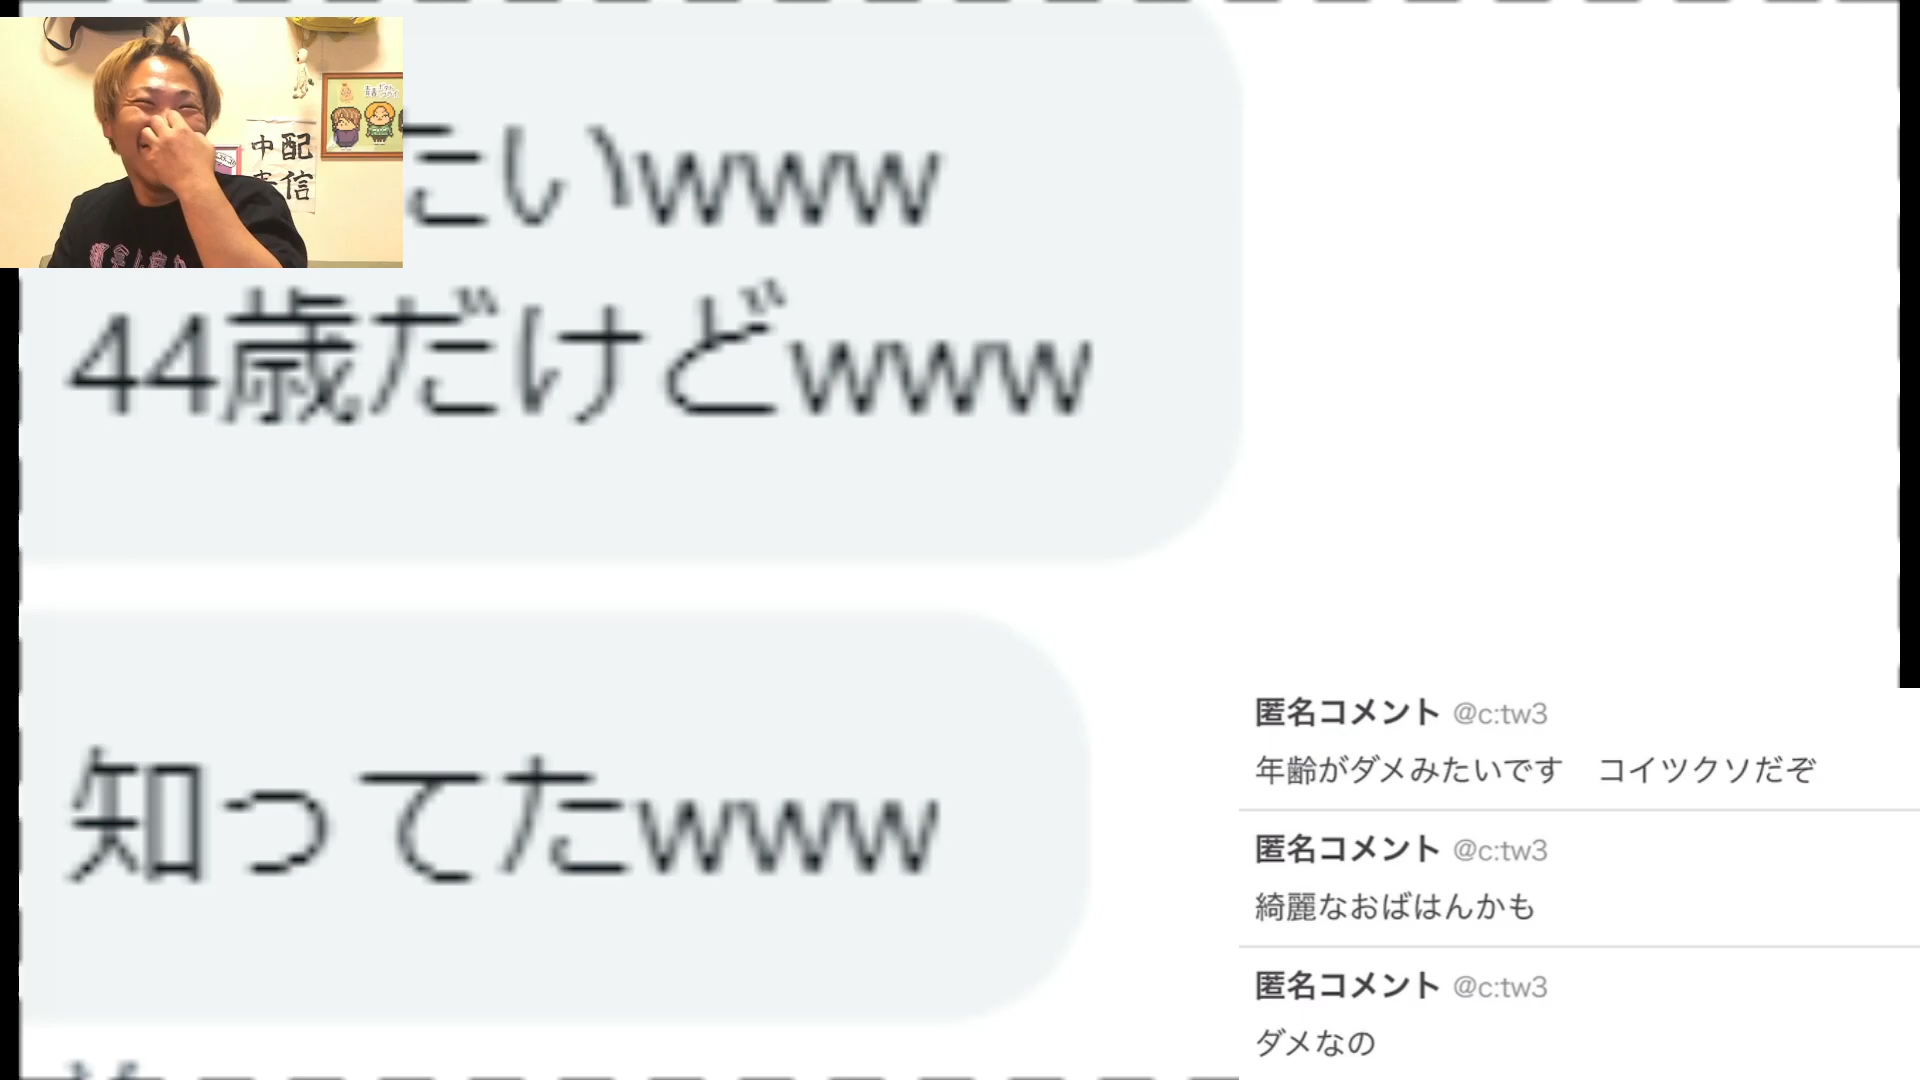 たいwww
44歳だけどwww
知ってたwww
中配
信
匿名コメント @c:tw3
年齢がダメみたいです　コイツクソだぞ
匿名コメント @c:tw3
綺麗なおばはんかも
匿名コメント @c:tw3
ダメなの